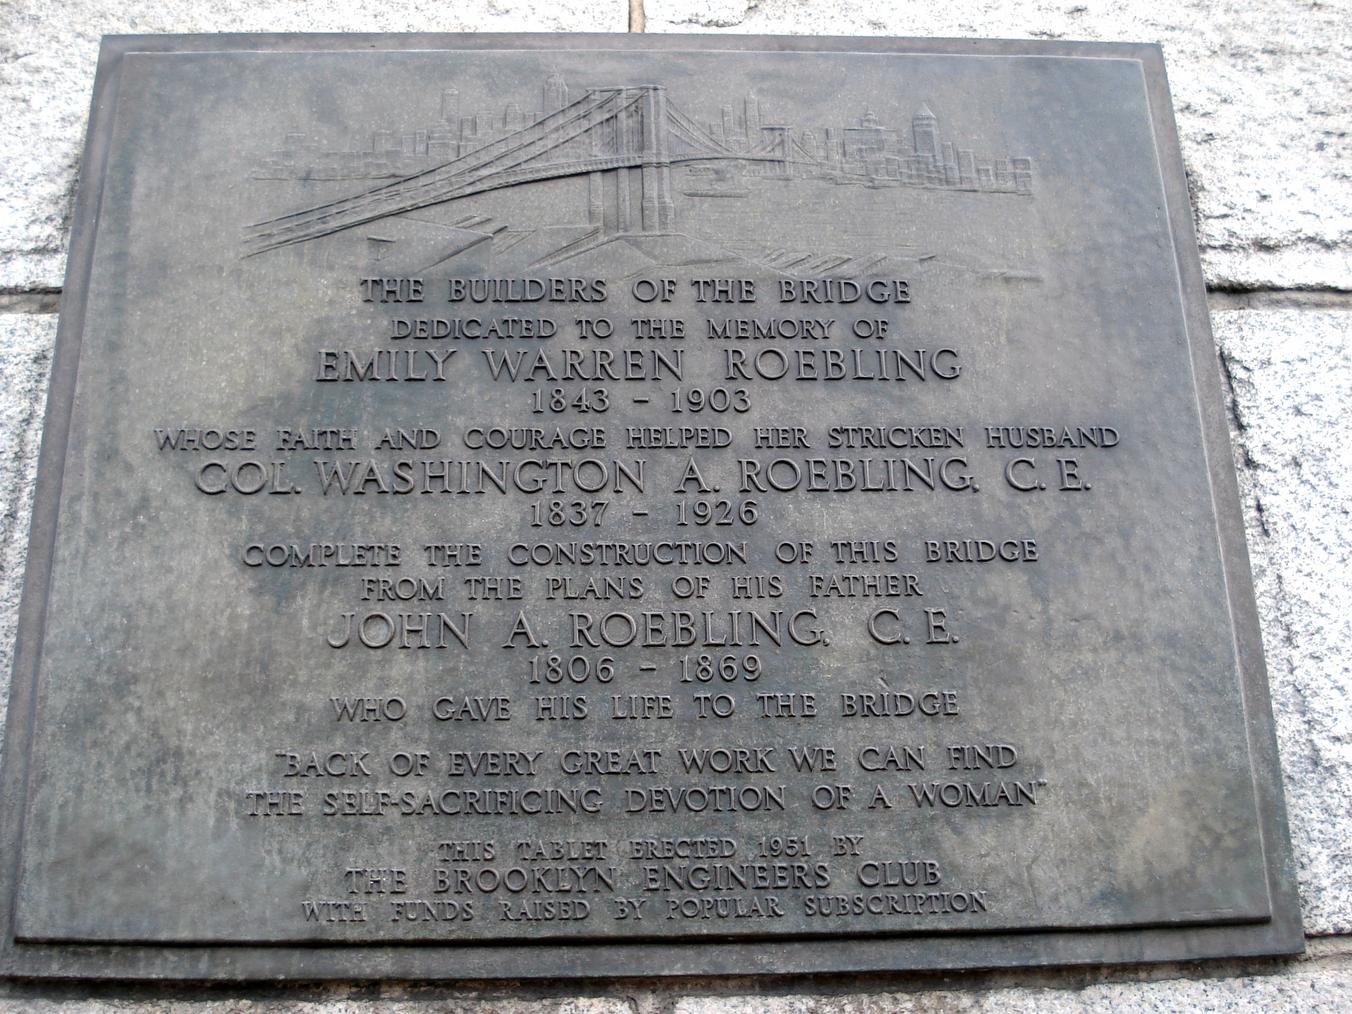 THE BUILDERS OF THE BRIDGE
DEDICATED TO THE MEMORY OF
EMILY WARREN ROEBLING
1843 - 1903
WHOSE FAITH AND COURAGE HELPED HER STRICKEN HUSBAND
COL. WASHINGTON A. ROEBLING, C. E.
1837 - 1926
COMPLETE THE CONSTRUCTION OF THIS BRIDGE
FROM THE PLANS OF HIS FATHER
JOHN A. ROEBLING, C. E.
1806 - 1869
WHO GAVE HIS LIFE TO THE BRIDGE
"BACK OF EVERY GREAT WORK WE CAN FIND
THE SELF-SACRIFICING DEVOTION OF A WOMAN"
THIS TABLET ERECTED 1951 BY
THE BROOKLYN ENGINEERS CLUB
WITH FUNDS RAISED BY POPULAR SUBSCRIPTION